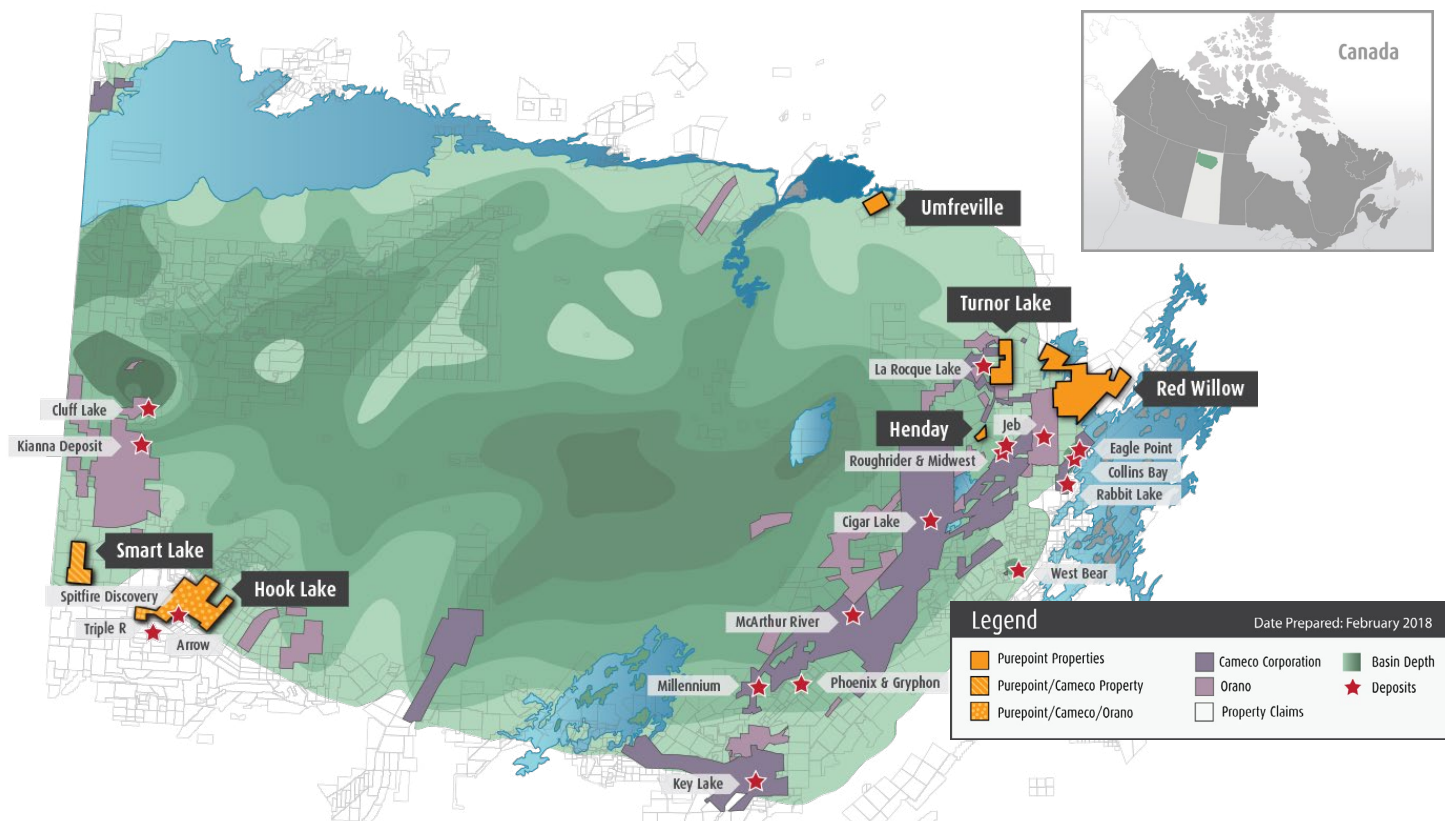 Canada
Umfreville
Turnor Lake
La Rocque Lake
Red Willow
Cluff Lake
Henday
Jeb
Kianna Deposit
Eagle Point
Roughrider & Midwest
Collins Bay
Rabbit Lake
Cigar Lake
Smart Lake
West Bear
Hook Lake
Spitfire Discovery
Triple R
Arrow
McArthur River
Millennium
Phoenix & Gryphon
Key Lake
Legend
Date Prepared: February 2018
Purepoint Properties
Purepoint/Cameco Property
Purepoint/Cameco/Orano
Cameco Corporation
Orano
Property Claims
Basin Depth
Deposits